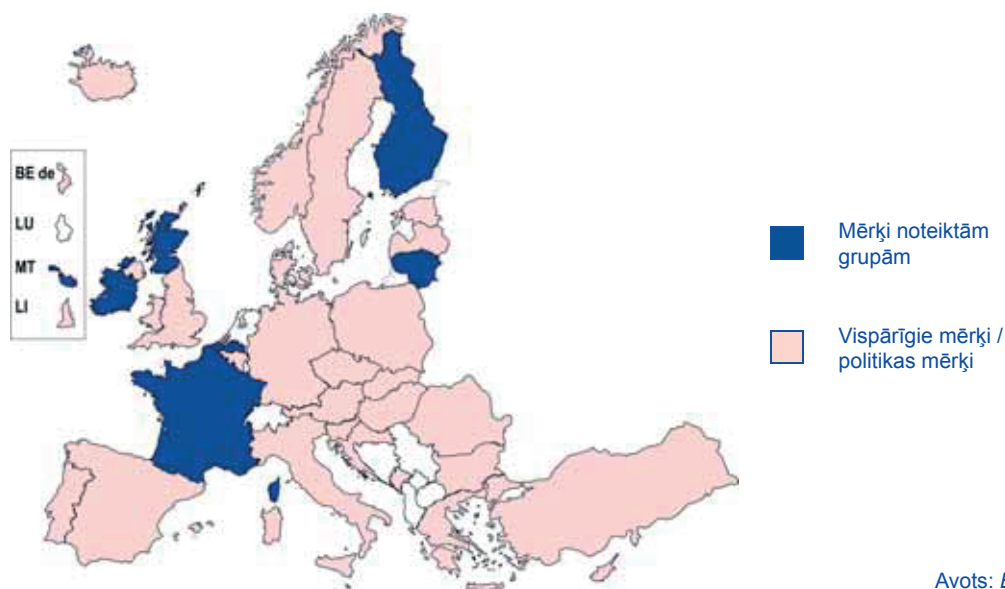 BE de
LU
MT
LI
Mērķi noteiktām
grupām
Vispārīgie mērķi /
politikas mērķi
Avots: